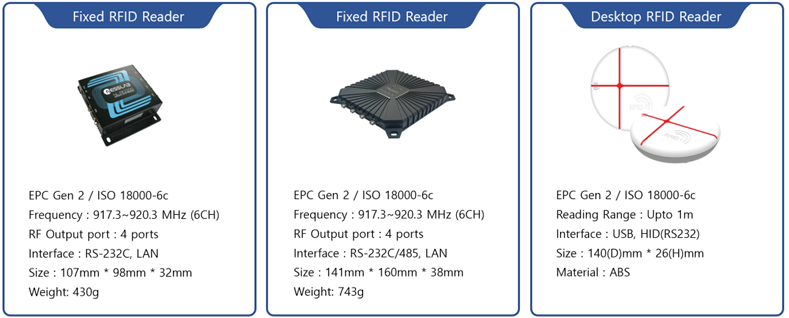 Fixed RFID Reader
EPC Gen 2 / ISO 18000-6c
Frequency : 917.3~920.3 MHz (6CH)
RF Output port : 4 ports
Interface : RS-232C, LAN
Size : 107mm * 98mm * 32mm
Weight: 430g
Fixed RFID Reader
EPC Gen 2 / ISO 18000-6c
Frequency : 917.3~920.3 MHz (6CH)
RF Output port : 4 ports
Interface : RS-232C/485, LAN
Size : 141mm * 160mm * 38mm
Weight: 743g
Desktop RFID Reader
EPC Gen 2 / ISO 18000-6c
Reading Range : Upto 1m
Interface : USB, HID(RS232)
Size : 140(D)mm * 26(H)mm
Material : ABS